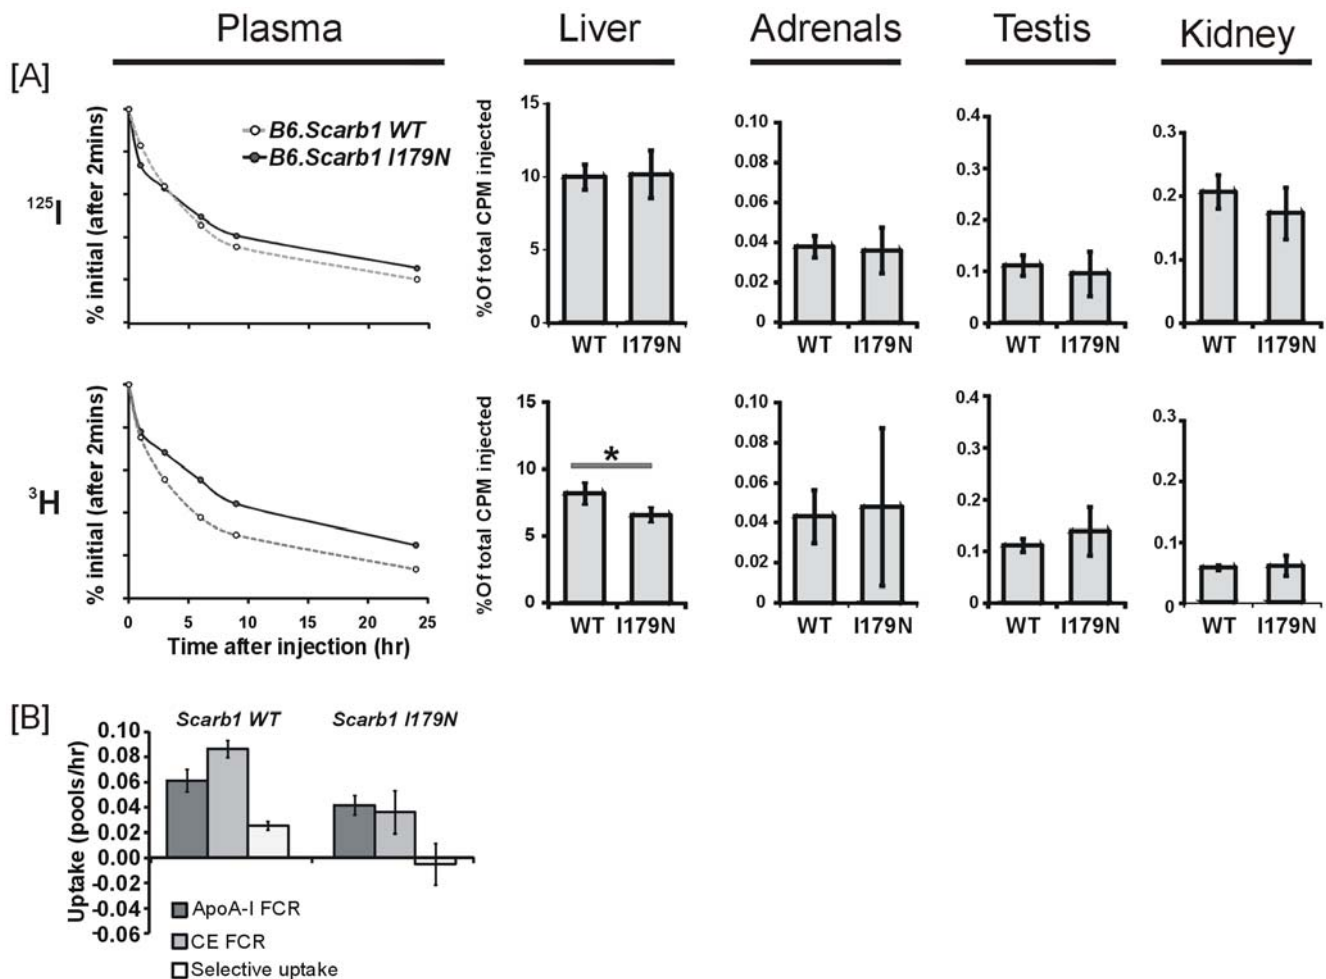 Plasma Liver Adrenals Testis Kidney
[A]
125I
% initial (after 2mins)
B6.Scarb1 WT
B6.Scarb1 I179N
0 5 10 15 20 25
%Of total CPM injected
15
10
5
0
WT I179N
0.10
0.08
0.06
0.04
0.02
0
WT I179N
0.4
0.3
0.2
0.1
0
WT I179N
0.3
0.2
0.1
0
WT I179N
3H
% initial (after 2mins)
0 5 10 15 20 25
Time after injection (hr)
%Of total CPM injected
15
10
5
0
*
WT I179N
0.10
0.08
0.06
0.04
0.02
0
WT I179N
0.4
0.3
0.2
0.1
0
WT I179N
0.3
0.1
0
WT I179N
[B]
Scarb1 WT Scarb1 I179N
Uptake (pools/hr)
0.10
0.08
0.06
0.04
0.02
0.00
-0.02
-0.04
-0.06
ApoA-I FCR
CE FCR
Selective uptake